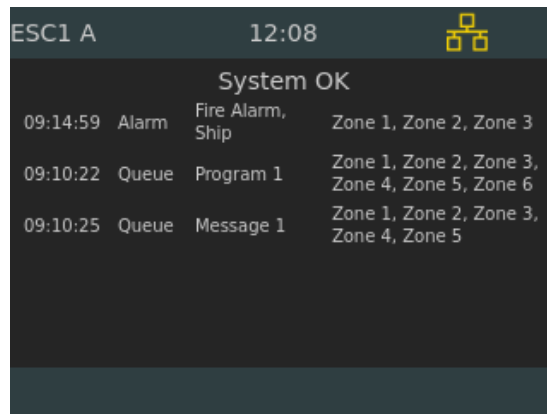 ESC1 A 12:08
System OK
09:14:59 Alarm Fire Alarm, Ship Zone 1, Zone 2, Zone 3
09:10:22 Queue Program 1 Zone 1, Zone 2, Zone 3,
Zone 4, Zone 5, Zone 6
09:10:25 Queue Message 1 Zone 1, Zone 2, Zone 3,
Zone 4, Zone 5